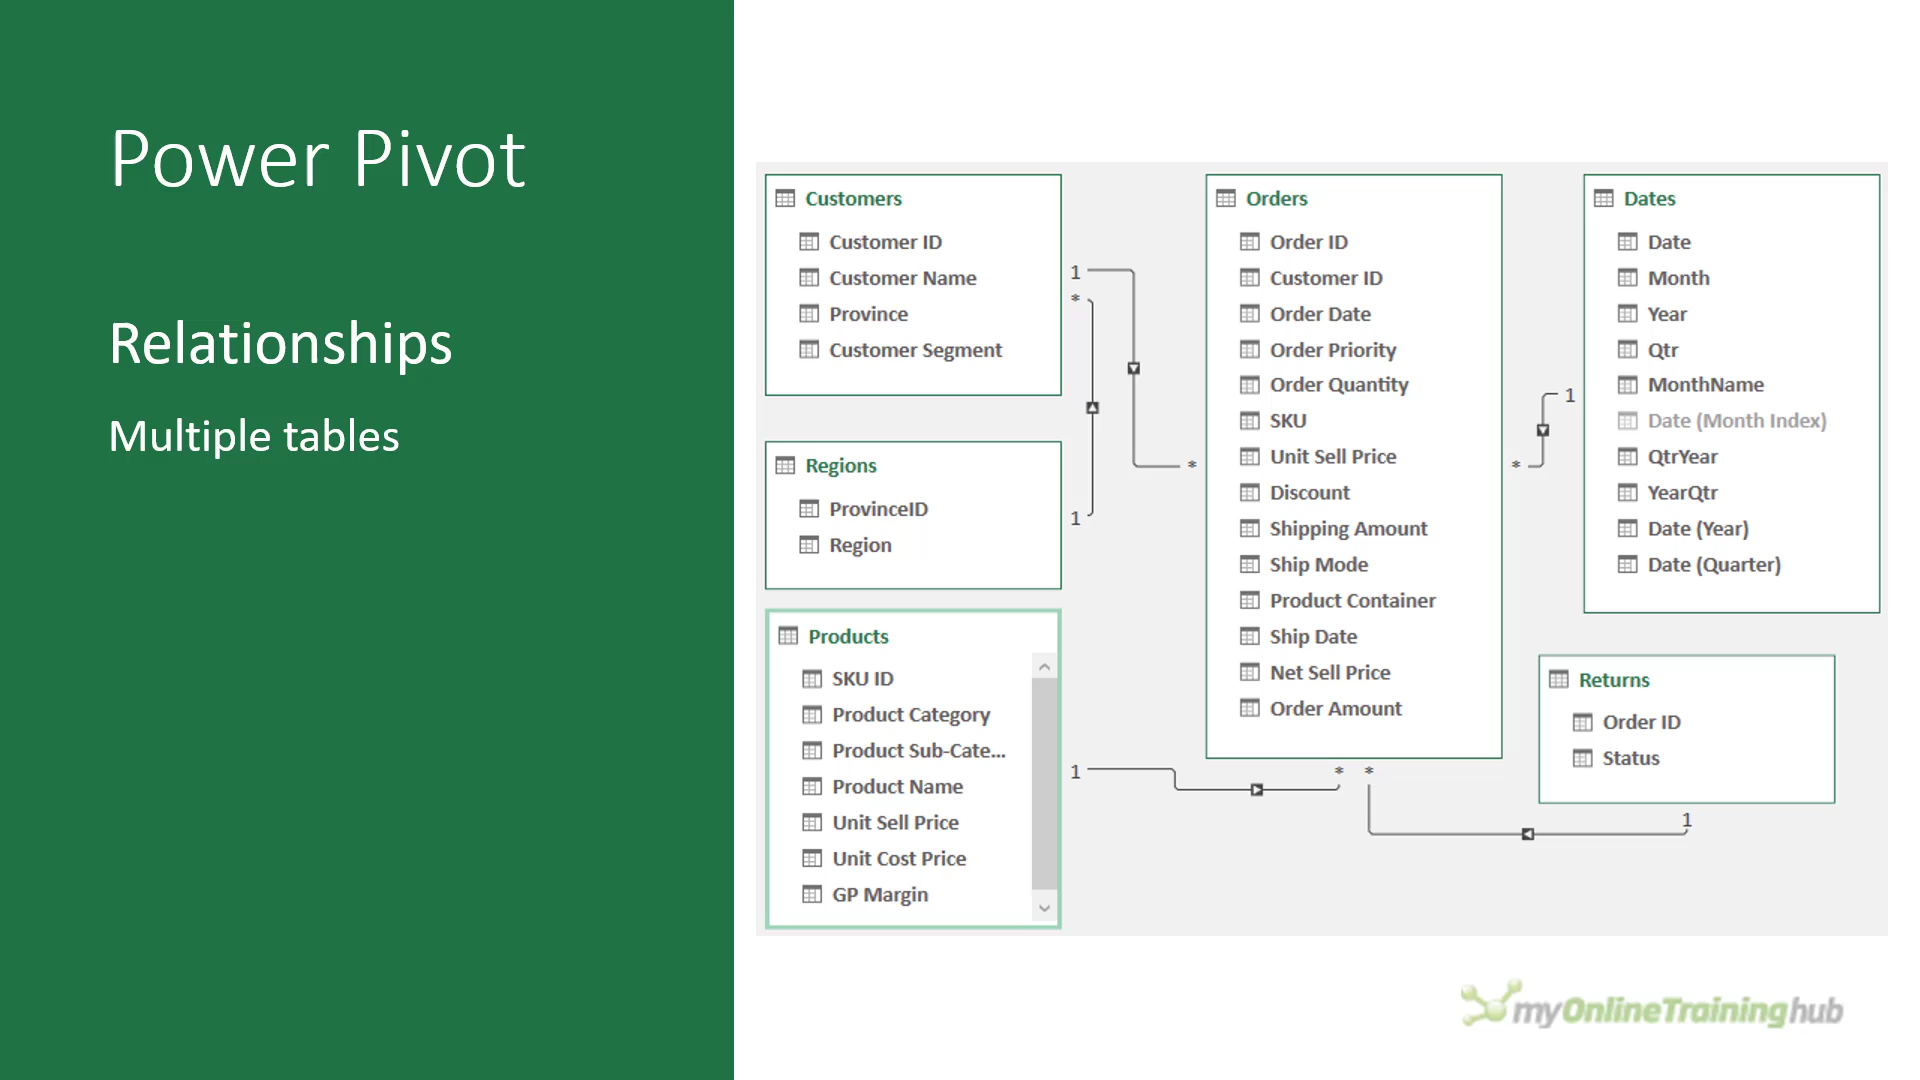 Power Pivot
Relationships
Multiple tables
Customers
Customer ID
Customer Name
Province
Customer Segment
1
*
Regions
ProvinceID
Region
1
Products
SKU ID
Product Category
Product Sub-Cate...
Product Name
Unit Sell Price
Unit Cost Price
GP Margin
1
Orders
Order ID
Customer ID
Order Date
Order Priority
Order Quantity
SKU
Unit Sell Price
Discount
Shipping Amount
Ship Mode
Product Container
Ship Date
Net Sell Price
Order Amount
*
*
* *
Dates
Date
Month
Year
Qtr
MonthName
Date (Month Index)
QtrYear
YearQtr
Date (Year)
Date (Quarter)
1
Returns
Order ID
Status
1
myOnlineTraininghub